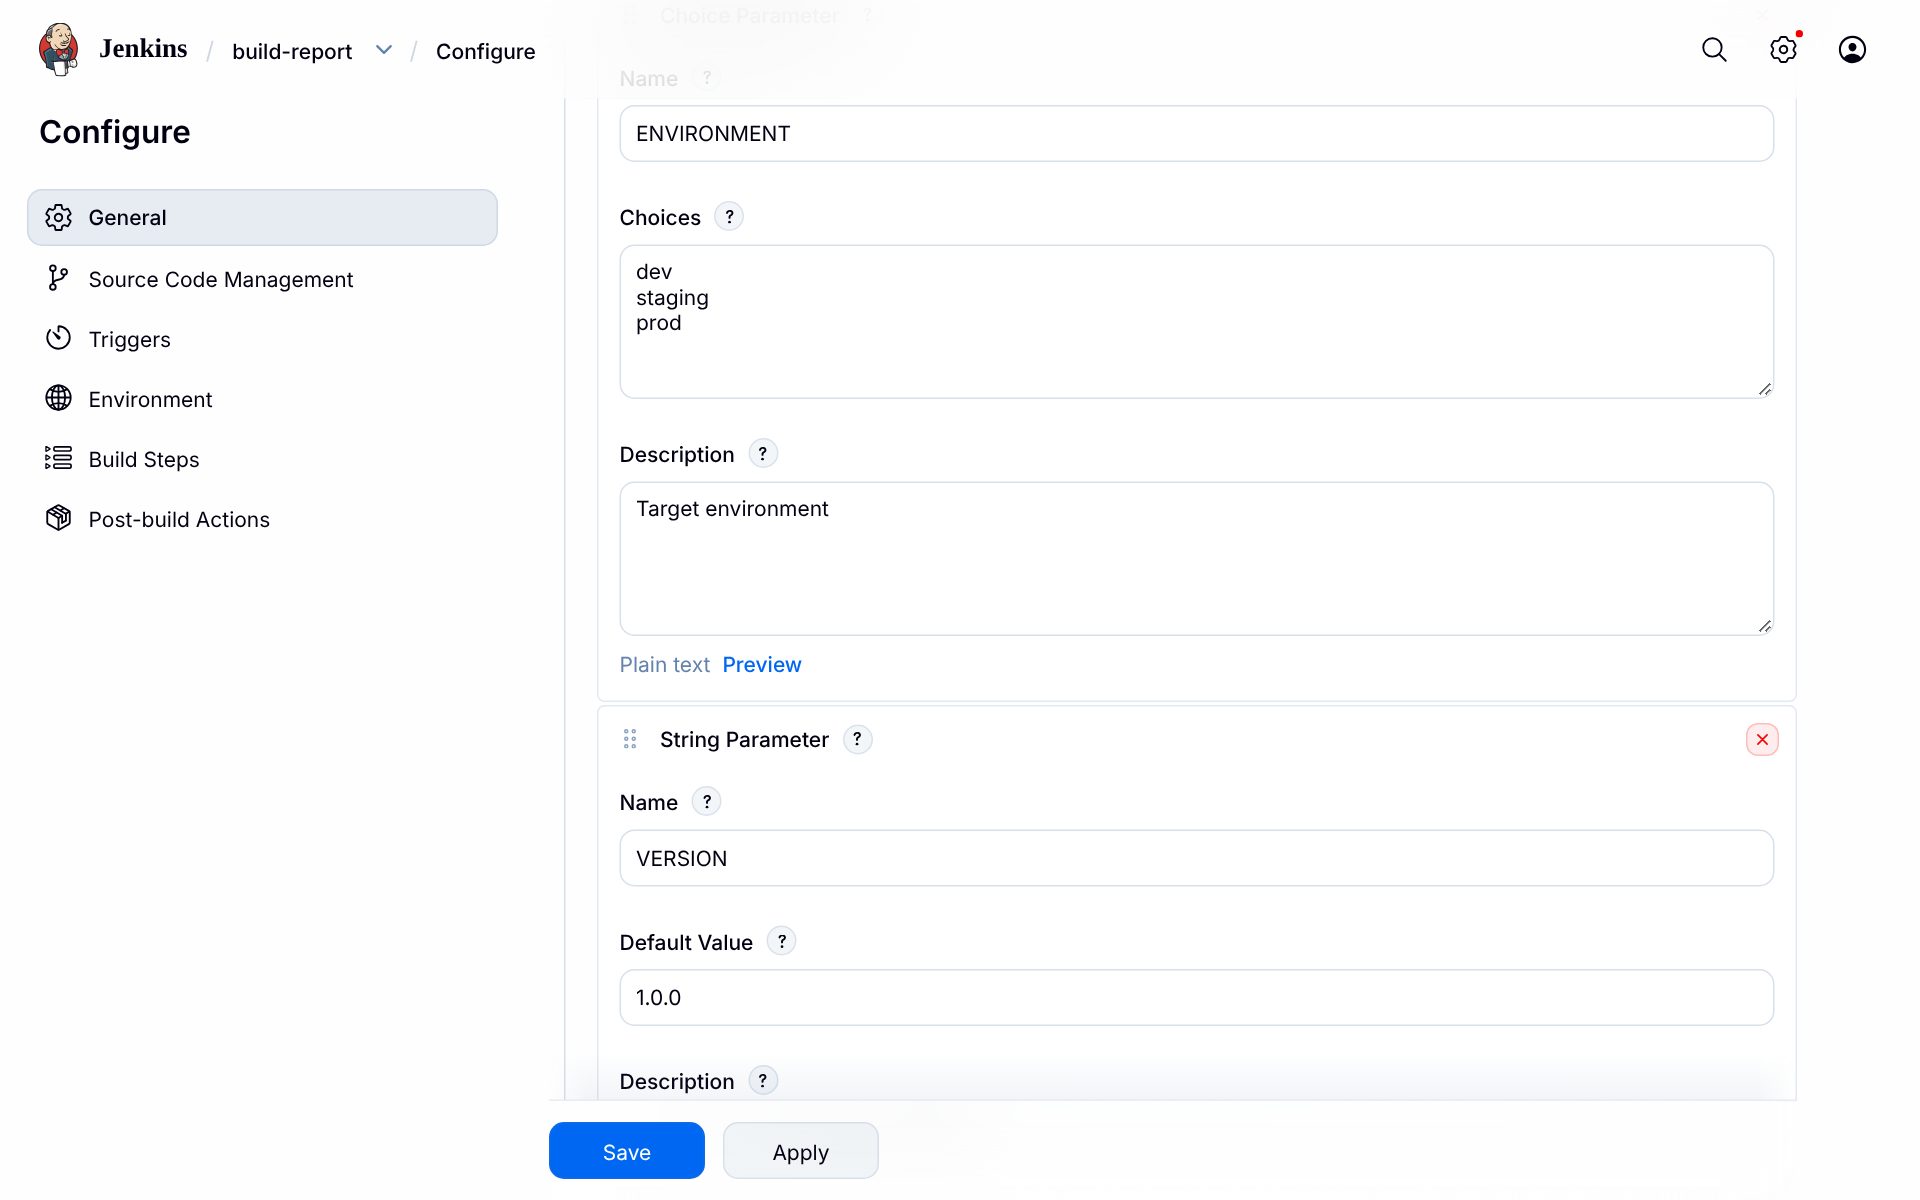 Choice Parameter ?
Jenkins / build-report / Configure
Name ?
ENVIRONMENT
Configure
General
Source Code Management
Triggers
Environment
Build Steps
Post-build Actions
Choices ?
dev
staging
prod
Description ?
Target environment
Plain text Preview
String Parameter ?
Name ?
VERSION
Default Value ?
1.0.0
Description ?
Save
Apply